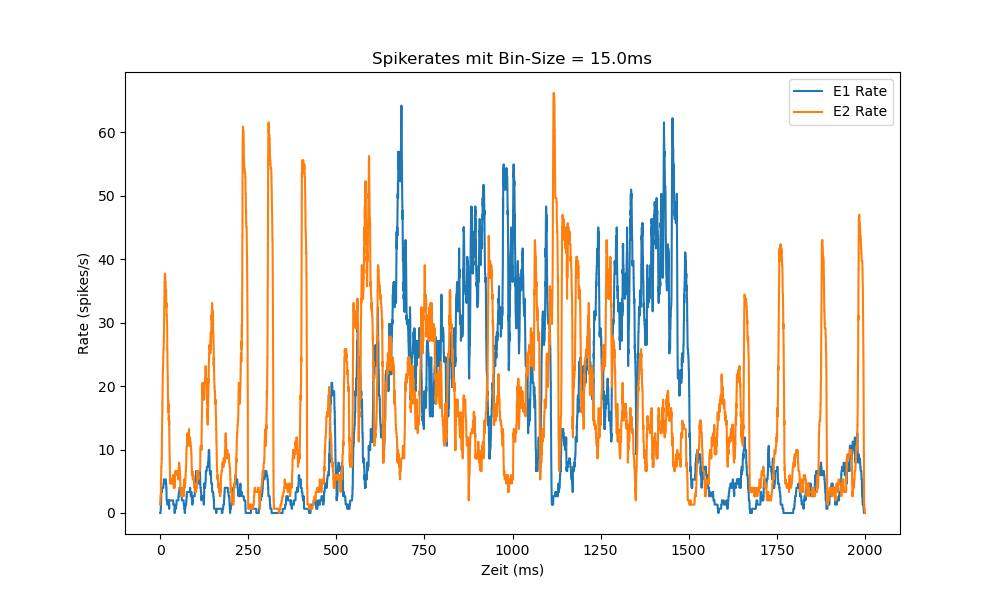 Spikerates mit Bin-Size = 15.0ms
E1 Rate
E2 Rate
Rate (spikes/s)
60
50
40
30
20
10
0
0 250 500 750 1000 1250 1500 1750 2000
Zeit (ms)